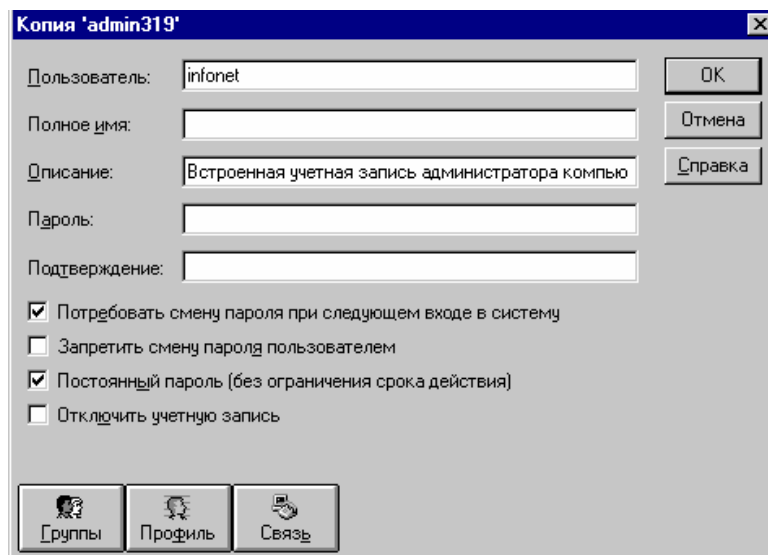 Копия 'admin319'
Пользователь: infonet
OK
Полное имя:
Отмена
Описание: Встроенная учетная запись администратора компью
Справка
Пароль:
Подтверждение:
Потребовать смену пароля при следующем входе в систему
Запретить смену пароля пользователем
Постоянный пароль (без ограничения срока действия)
Отключить учетную запись
Группы Профиль Связь